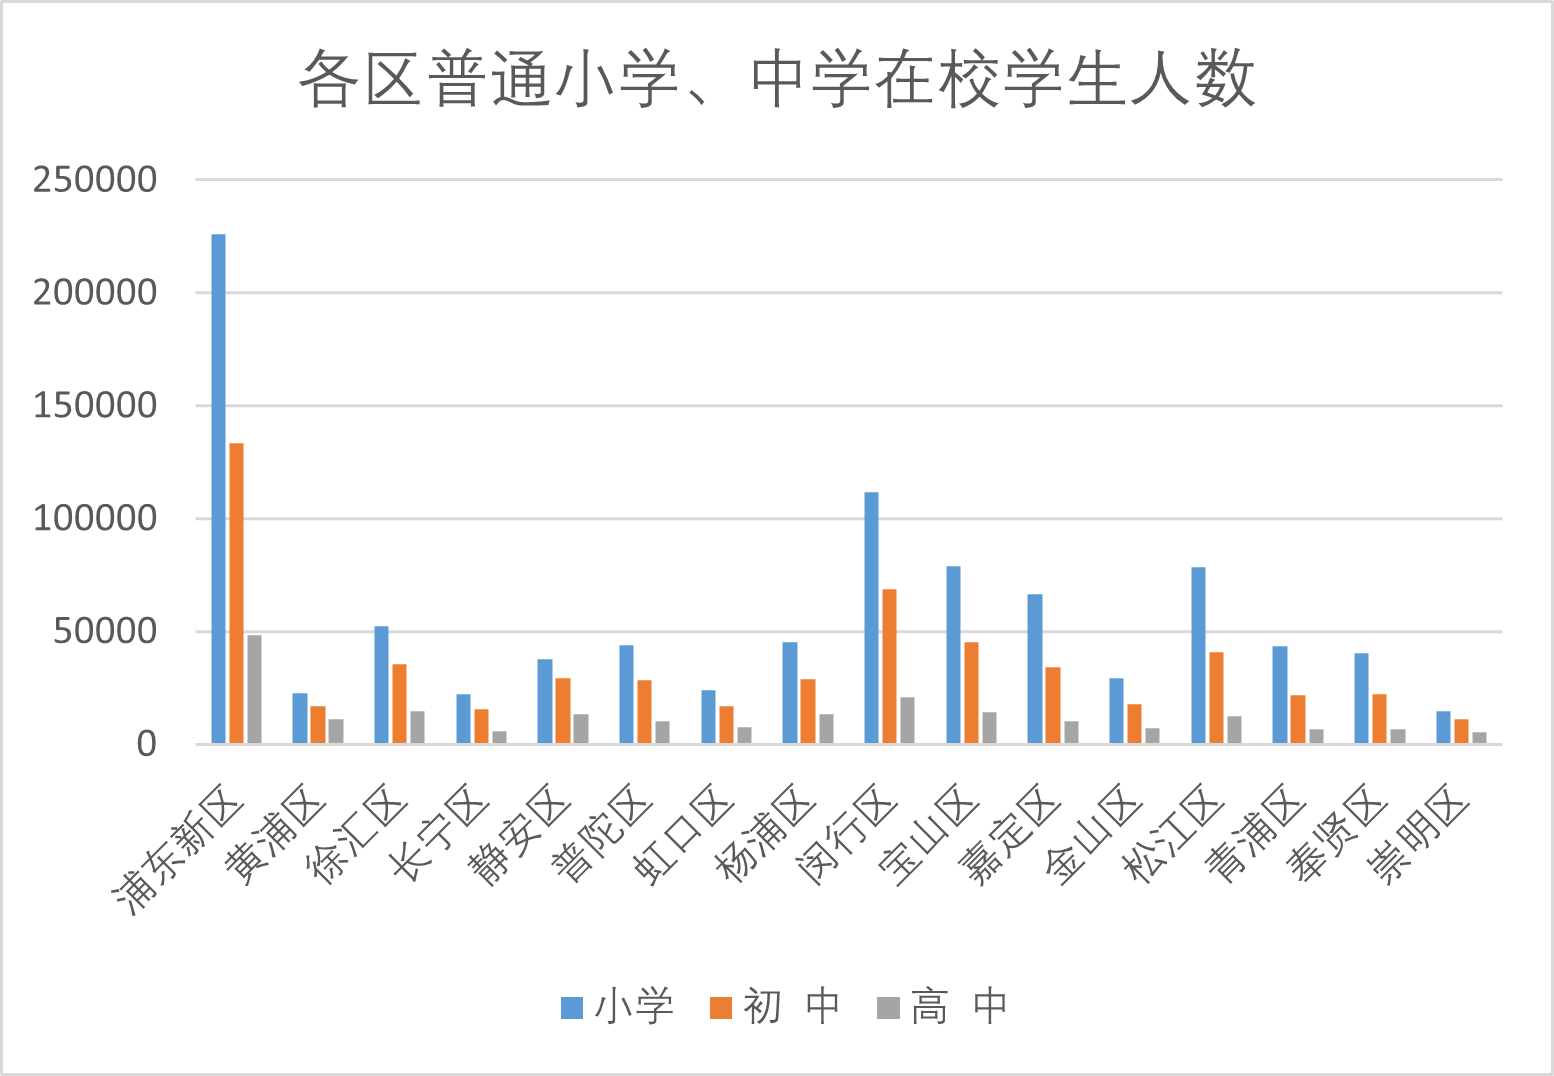 各区普通小学、中学在校学生人数
250000
200000
150000
100000
50000
0
浦东新区
黄浦区
徐汇区
长宁区
静安区
普陀区
虹口区
杨浦区
闵行区
宝山区
嘉定区
金山区
松江区
青浦区
奉贤区
崇明区
小学 初 中 高 中